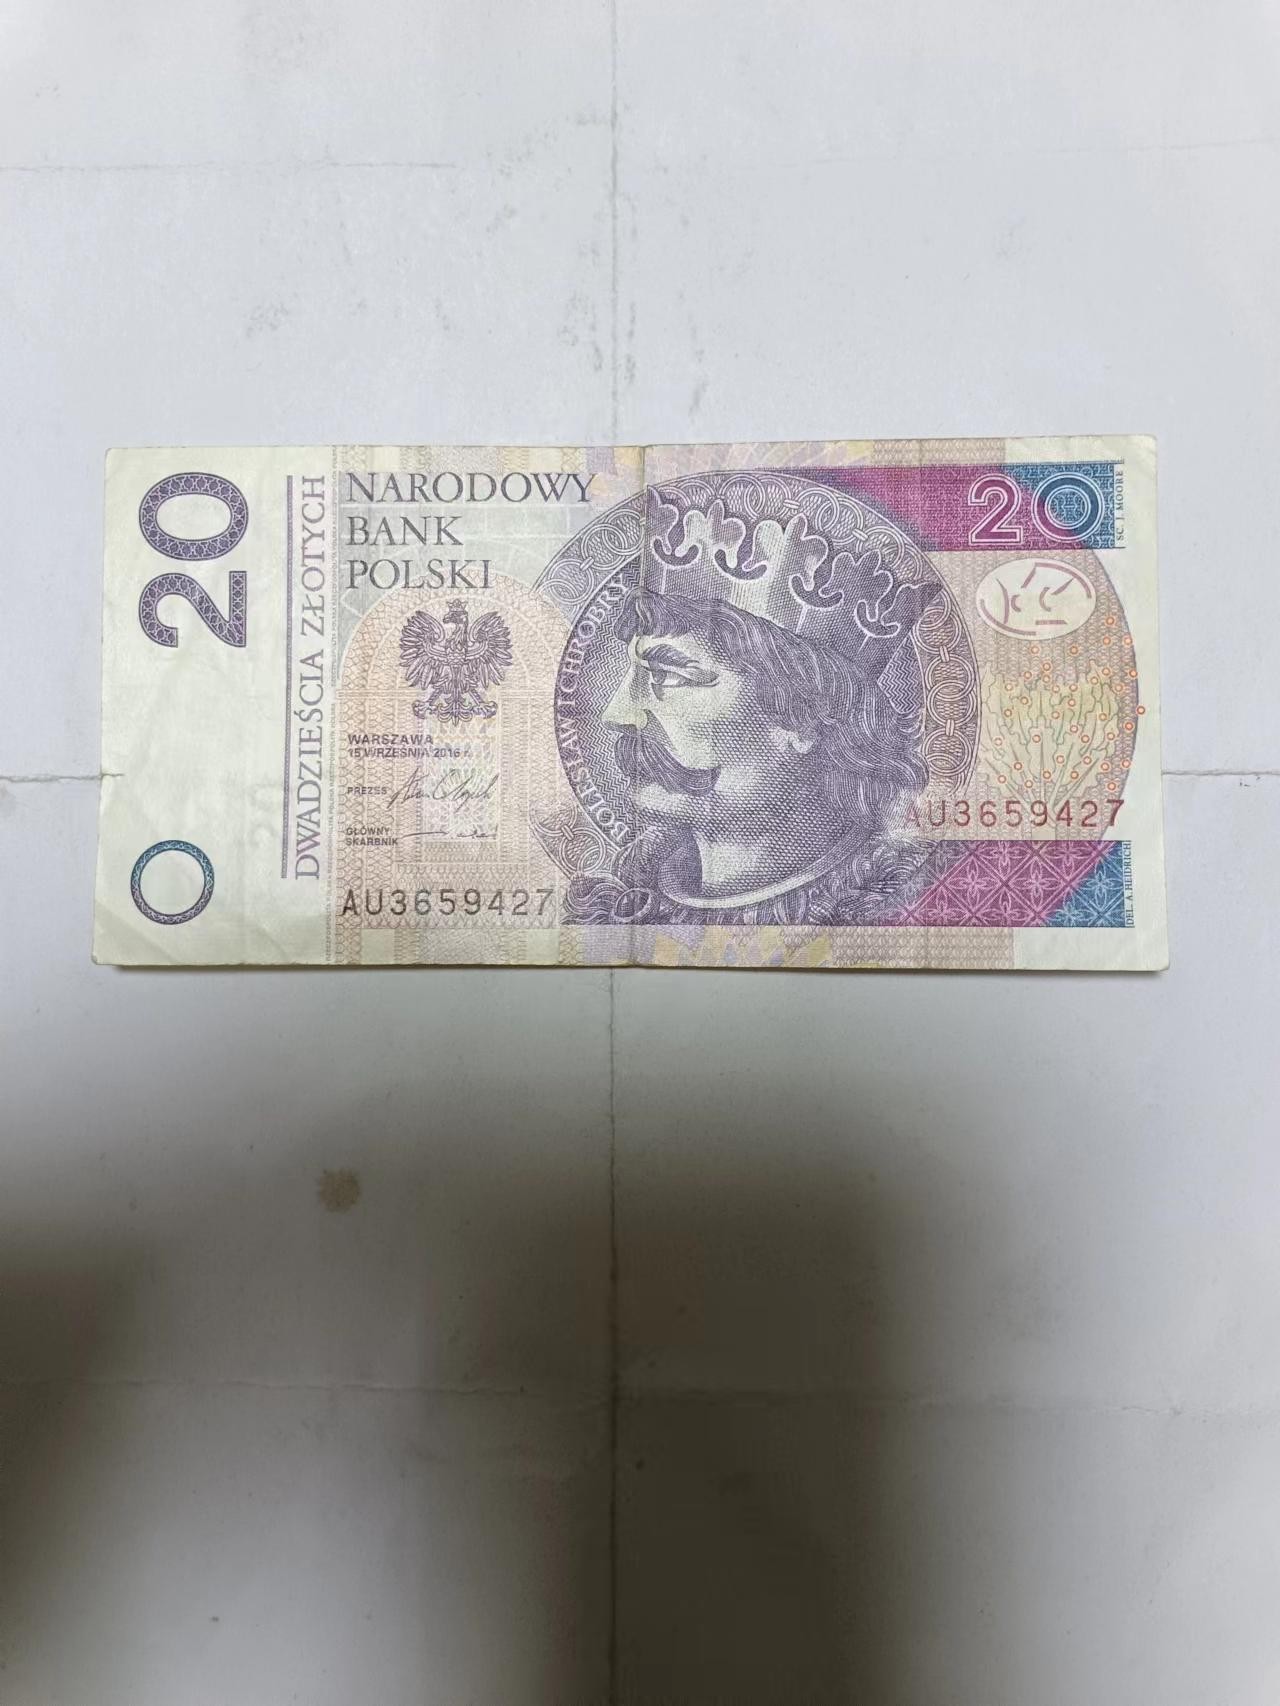 20
DWADZIEŚCIA ZŁOTYCH
NARODOWY
BANK
POLSKI
WARSZAWA
15 WRZEŚNIA 2016 r.
PREZES
GŁÓWNY
SKARBNIK
AU3659427
BOLESŁAW I CHROBRY
20
SC. J. MOORE
AU3659427
DEL. A. HEIDRICH